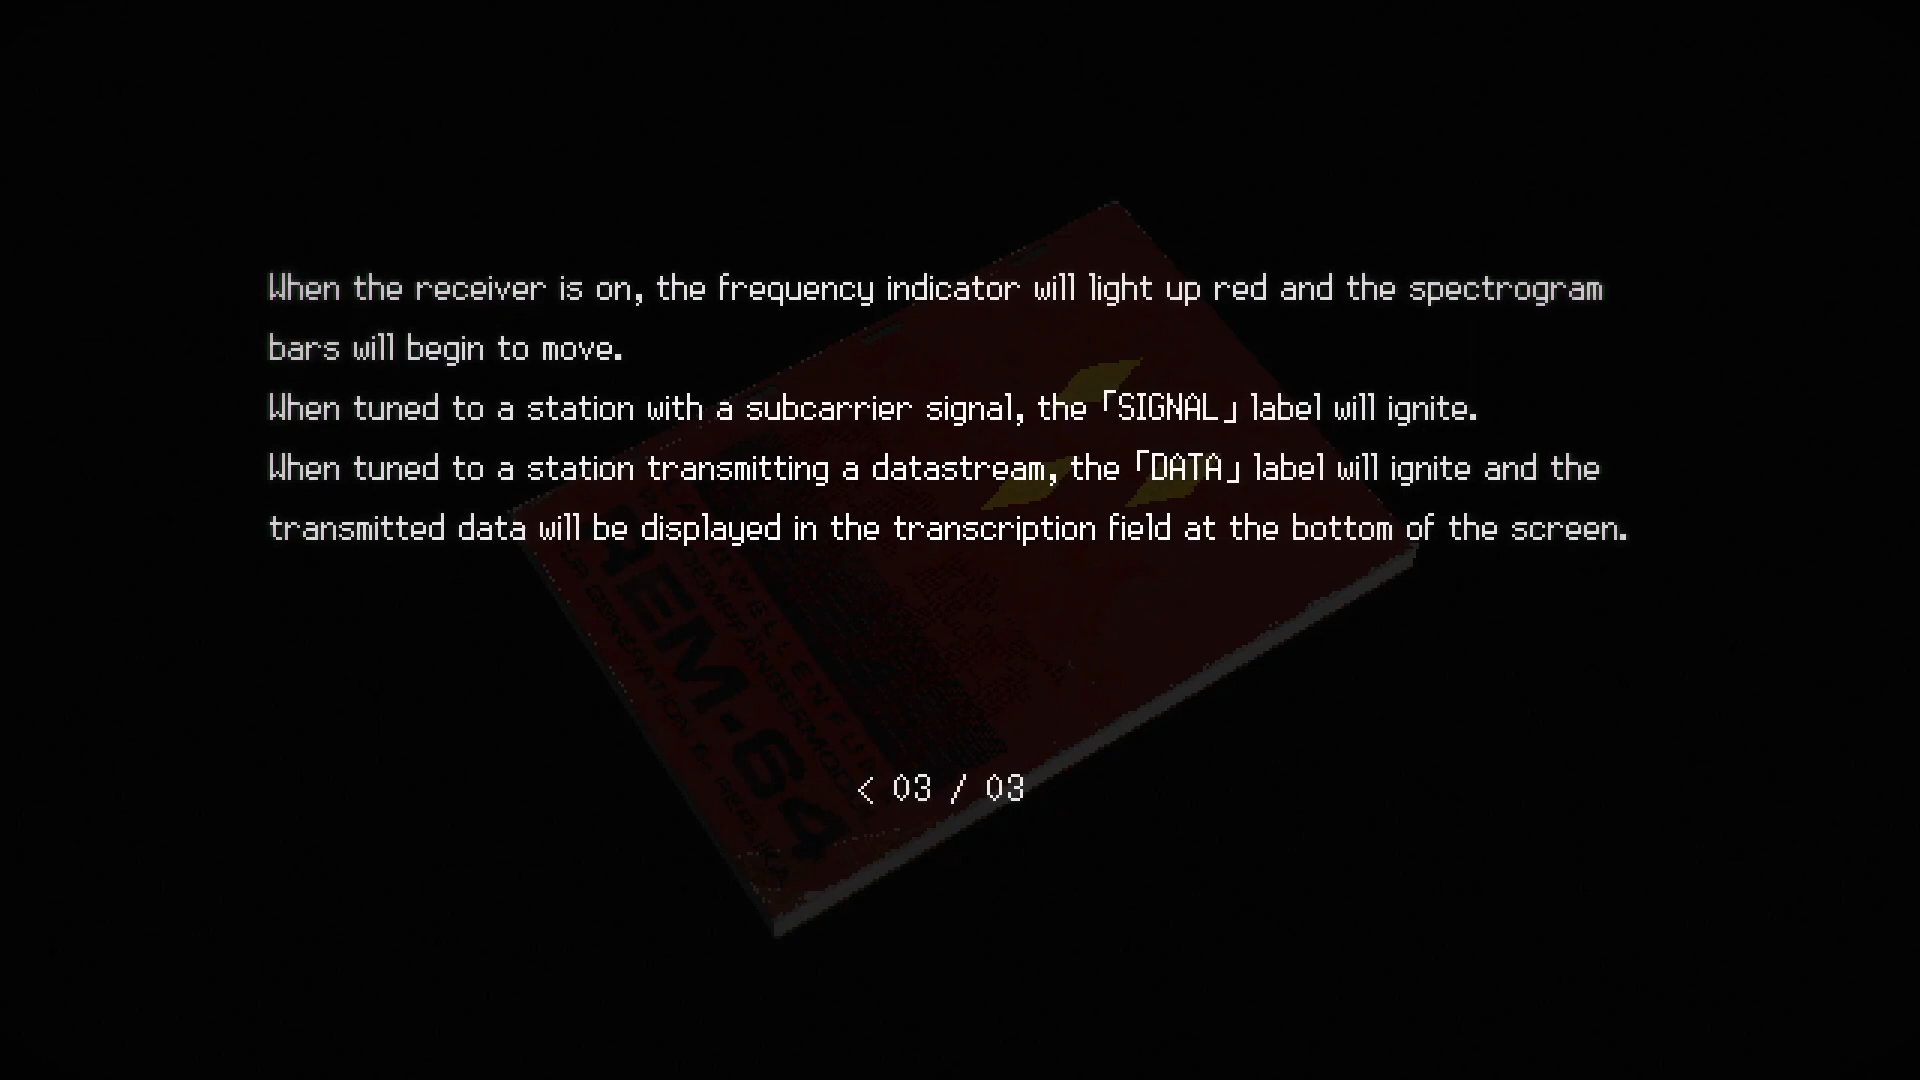 When the receiver is on, the frequency indicator will light up red and the spectrogram
bars will begin to move.
When tuned to a station with a subcarrier signal, the「SIGNAL」label will ignite.
When tuned to a station transmitting a datastream, the「DATA」label will ignite and the
transmitted data will be displayed in the transcription field at the bottom of the screen.
REM-64
< 03 / 03